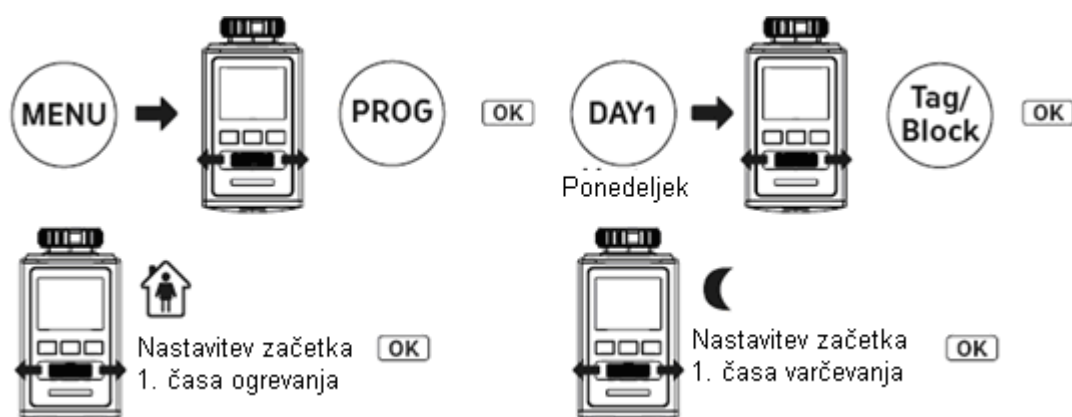 MENU
PROG
OK
DAY1
Ponedeljek
Tag/
Block
OK
Nastavitev začetka
1. časa ogrevanja
OK
Nastavitev začetka
1. časa varčevanja
OK